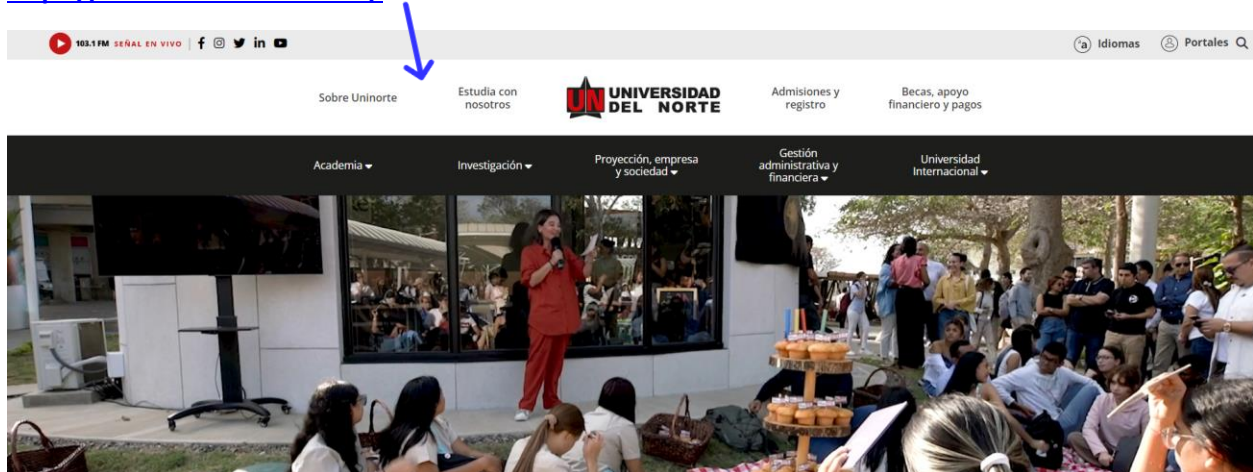 103.1 FM SEÑAL EN VIVO
Idiomas
Portales
Sobre Uninorte
Estudia con
nosotros
UN UNIVERSIDAD
DEL NORTE
Admisiones y
registro
Becas, apoyo
financiero y pagos
Academia
Investigación
Proyección, empresa
y sociedad
Gestión
administrativa y
financiera
Universidad
Internacional